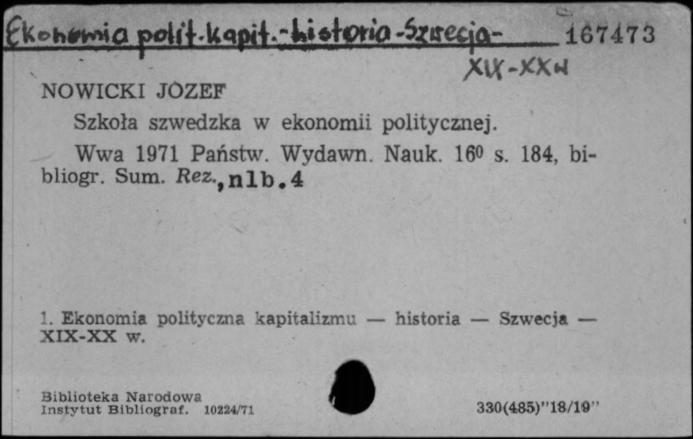 Ekonomia polit. kapit. - historia - Szwecja - 167473
XIX-XX w
NOWICKI JÓZEF
Szkoła szwedzka w ekonomii politycznej.
Wwa 1971 Państw. Wydawn. Nauk. 16⁰ s. 184, bi-
bliogr. Sum. Rez., nlb. 4
1. Ekonomia polityczna kapitalizmu — historia — Szwecja —
XIX-XX w.
Biblioteka Narodowa
Instytut Bibliograf. 10224/71
330(485)"18/19"